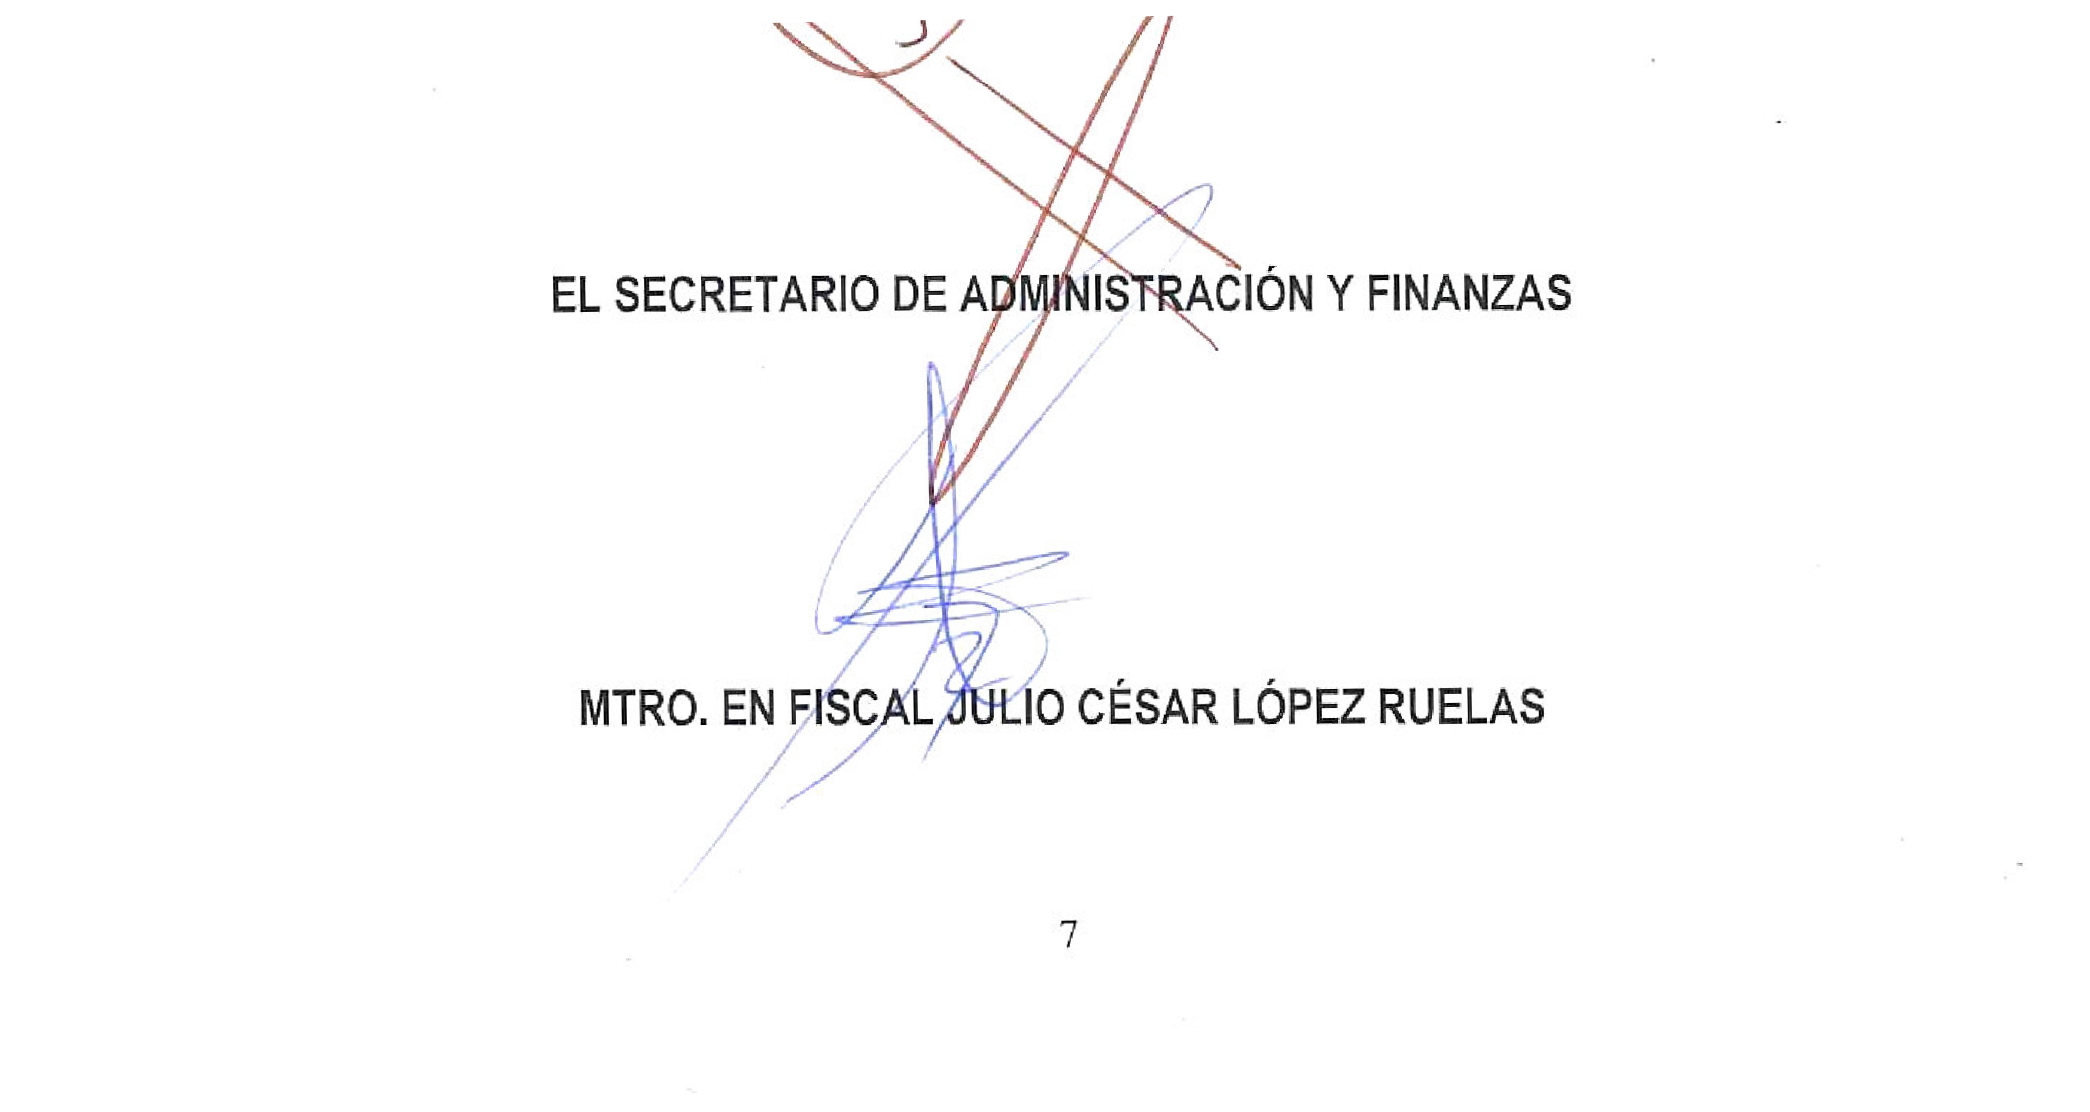 EL SECRETARIO DE ADMINISTRACIÓN Y FINANZAS
MTRO. EN FISCAL JULIO CÉSAR LÓPEZ RUELAS
7